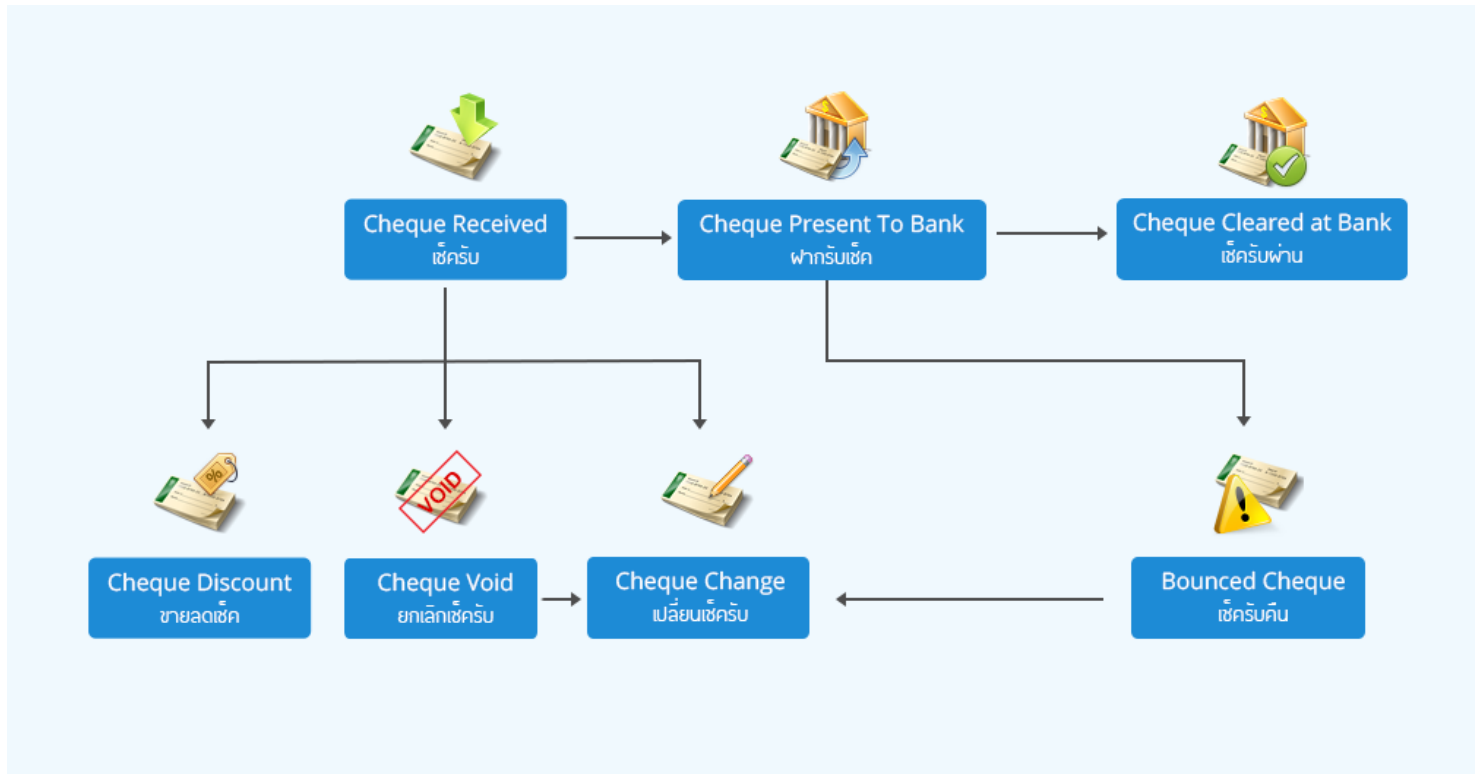 Cheque Received
เช็ครับ
Cheque Present To Bank
ฝากรับเช็ค
Cheque Cleared at Bank
เช็ครับผ่าน
VOID
%
Cheque Discount
ขายลดเช็ค
Cheque Void
ยกเลิกเช็ครับ
Cheque Change
เปลี่ยนเช็ครับ
Bounced Cheque
เช็ครับคืน